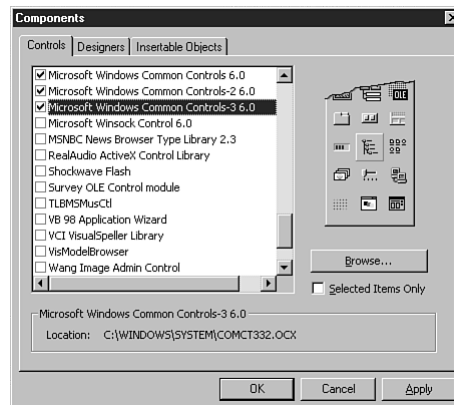 Components
Controls Designers Insertable Objects
Microsoft Windows Common Controls 6.0
Microsoft Windows Common Controls-2 6.0
Microsoft Windows Common Controls-3 6.0
Microsoft Winsock Control 6.0
MSNBC News Browser Type Library 2.3
RealAudio ActiveX Control Library
Shockwave Flash
Survey OLE Control module
TLBMSMusCtl
VB 98 Application Wizard
VCI VisualSpeller Library
VisModelBrowser
Wang Image Admin Control
OLE
Browse...
Selected Items Only
Microsoft Windows Common Controls-3 6.0
Location: C:\WINDOWS\SYSTEM\COMCT332.OCX
OK Cancel Apply